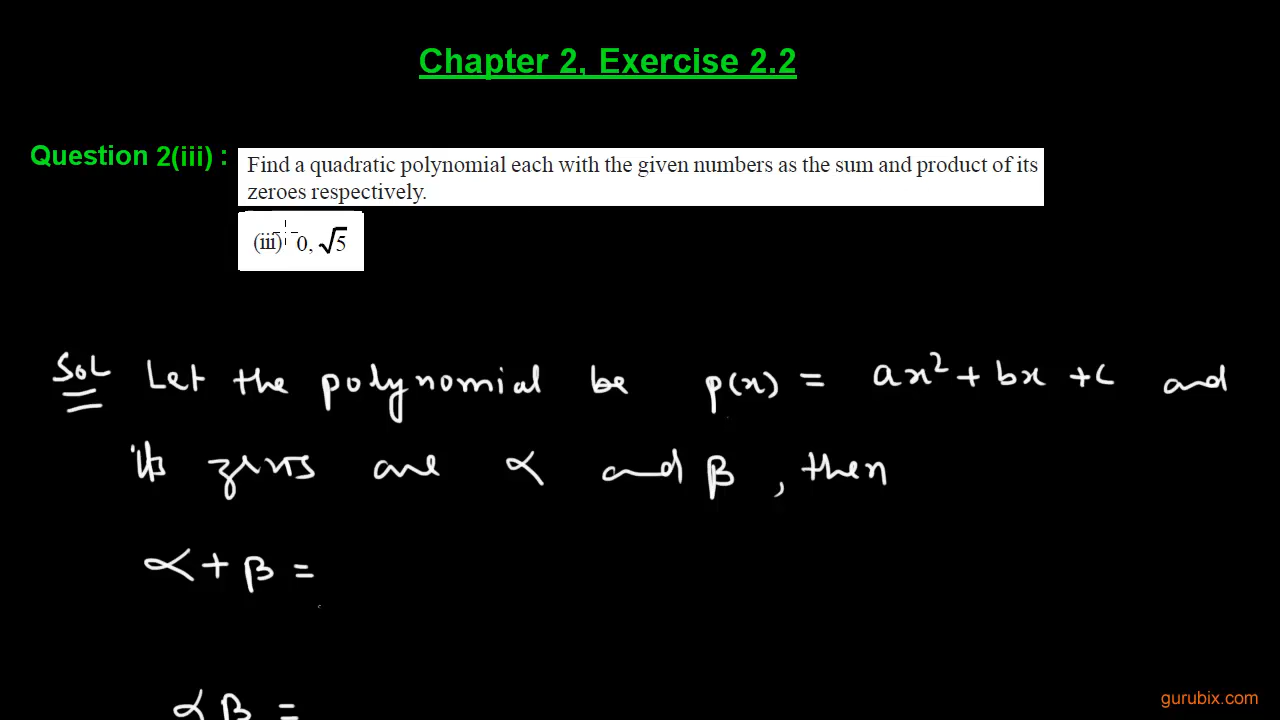 Chapter 2, Exercise 2.2
Question 2(iii) :
Find a quadratic polynomial each with the given numbers as the sum and product of its
zeroes respectively.
(iii) 0, √5
Sol Let the polynomial be p(x) = ax² + bx + c and
its zeros are α and β, then
α + β =
αβ =
gurubix.com